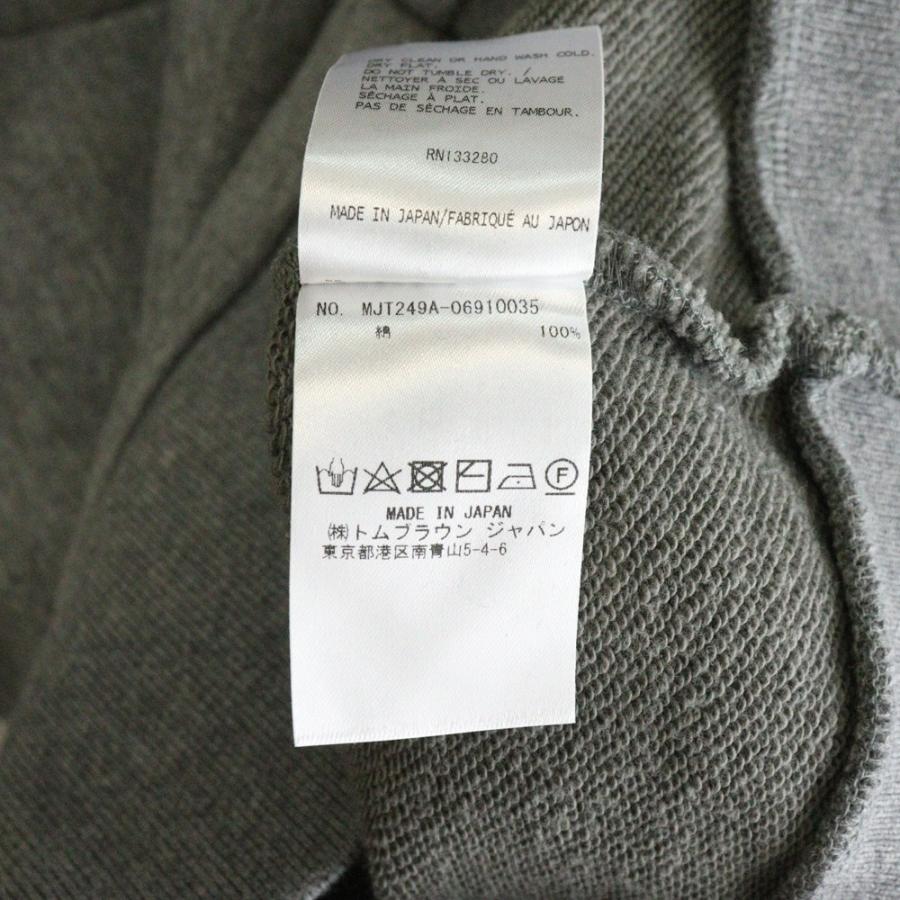 DRY CLEAN OR HAND WASH COLD.
DRY FLAT.
DO NOT TUMBLE DRY. /
NETTOYER À SEC OU LAVAGE
LA MAIN FROIDE.
SÉCHAGE À PLAT.
PAS DE SÉCHAGE EN TAMBOUR.
RN133280
MADE IN JAPAN/FABRIQUÉ AU JAPON
NO. MJT249A-06910035
綿 100%
F
MADE IN JAPAN
㈱トムブラウン ジャパン
東京都港区南青山5-4-6